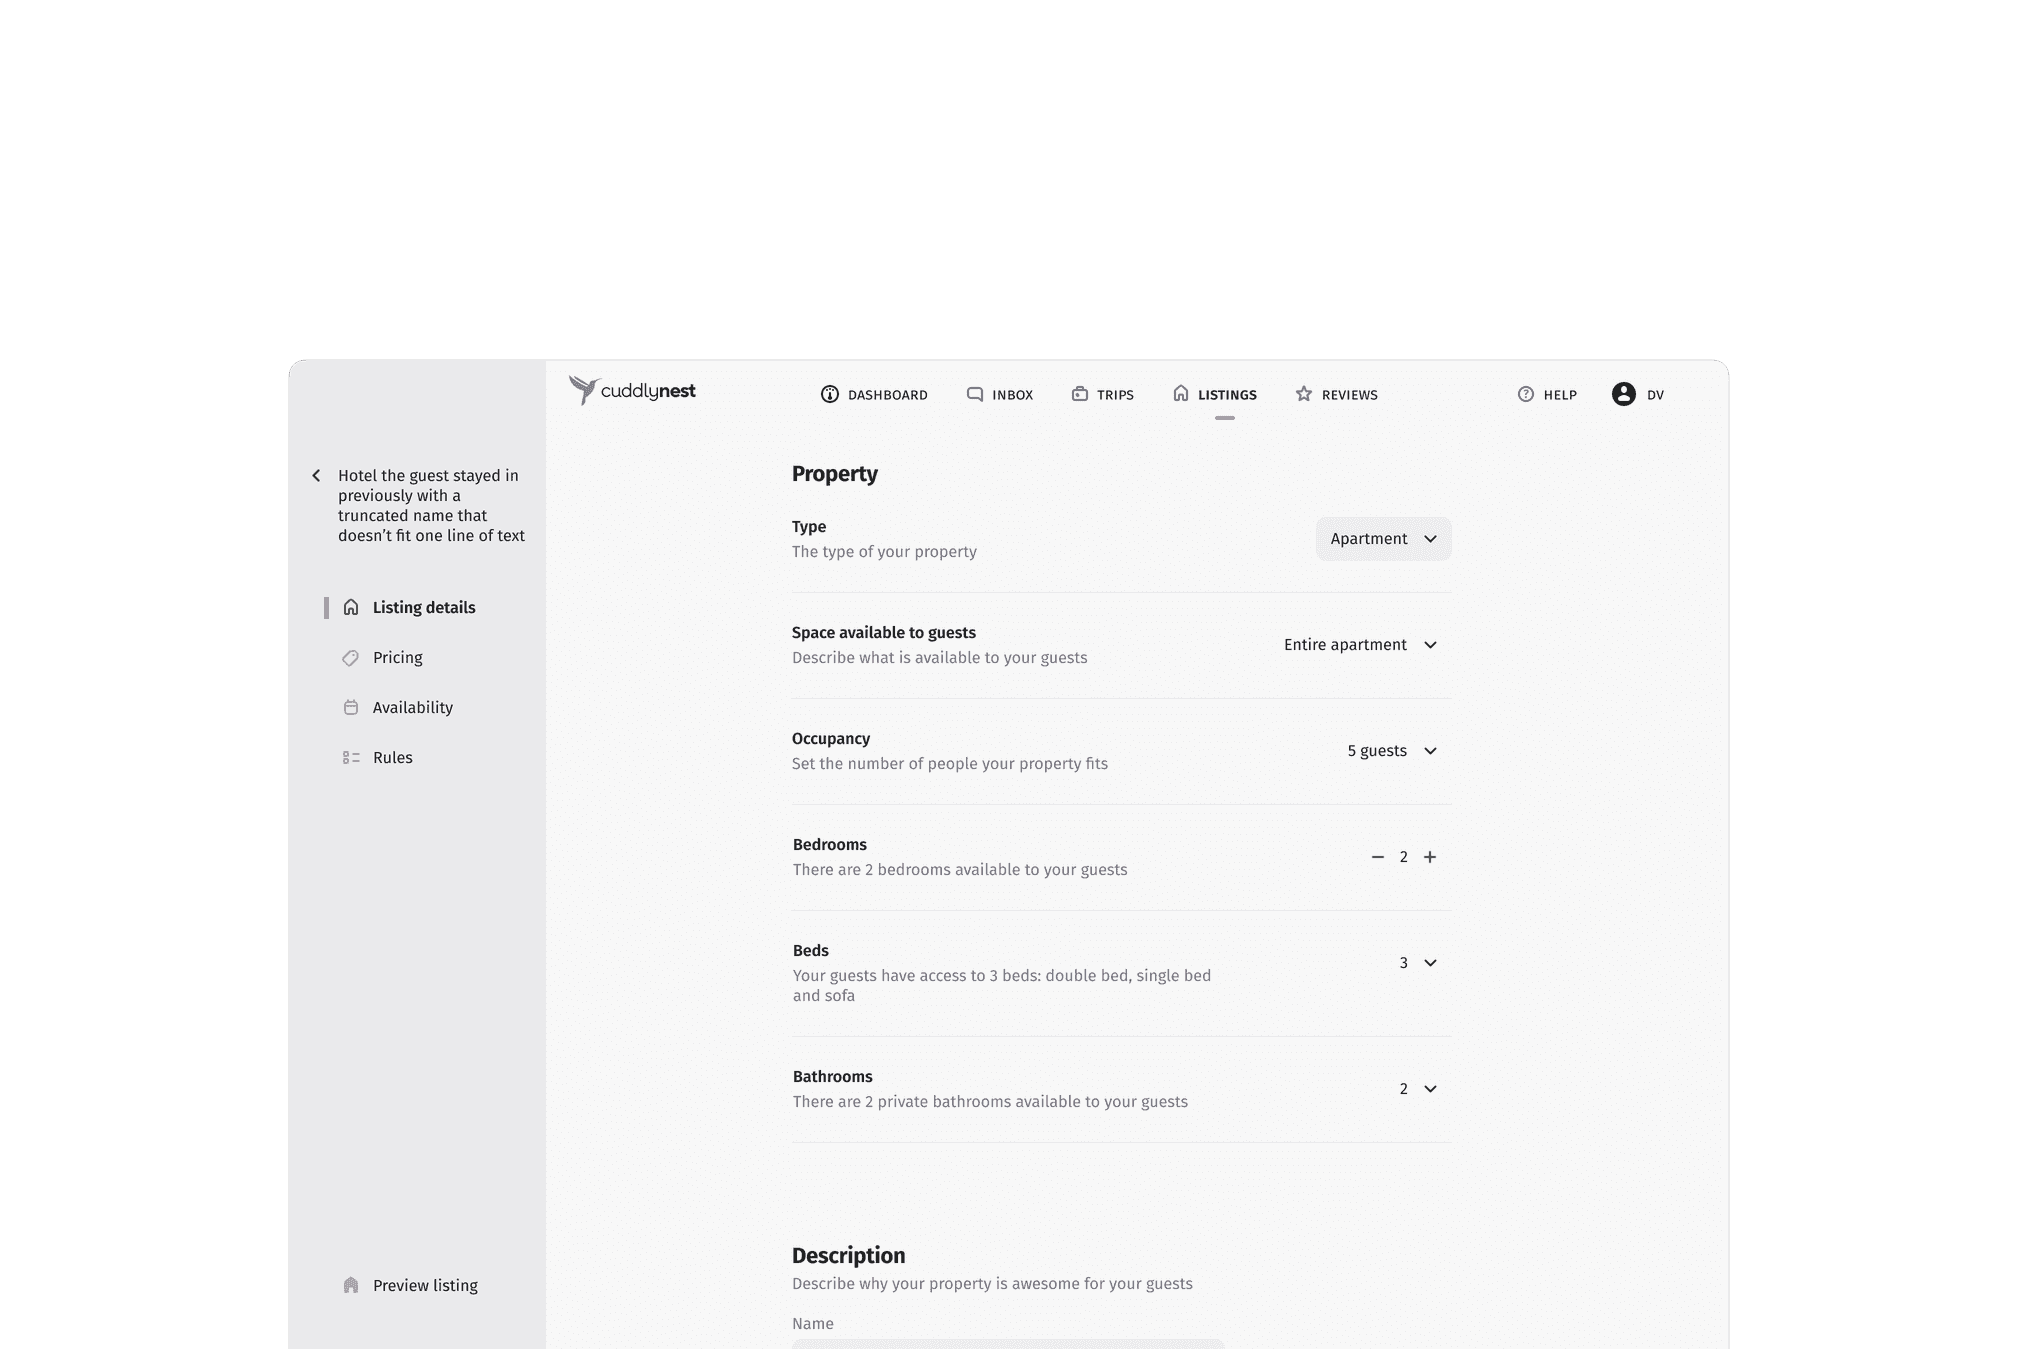 cuddlynest
DASHBOARD
INBOX
TRIPS
LISTINGS
REVIEWS
HELP
DV
Hotel the guest stayed in
previously with a
truncated name that
doesn’t fit one line of text
Listing details
Pricing
Availability
Rules
Preview listing
Property
Type
The type of your property
Apartment
Space available to guests
Describe what is available to your guests
Entire apartment
Occupancy
Set the number of people your property fits
5 guests
Bedrooms
There are 2 bedrooms available to your guests
− 2 +
Beds
Your guests have access to 3 beds: double bed, single bed
and sofa
3
Bathrooms
There are 2 private bathrooms available to your guests
2
Description
Describe why your property is awesome for your guests
Name